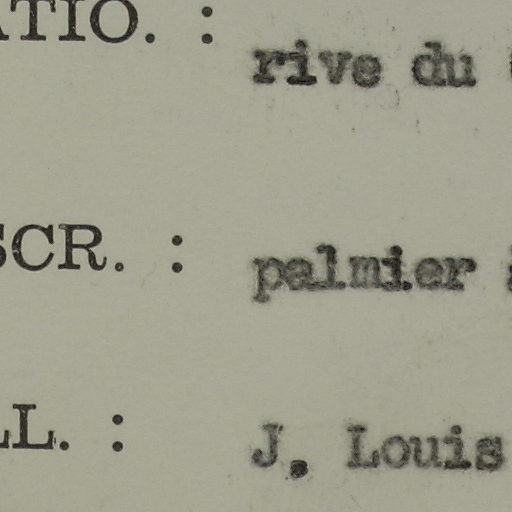 ATIO. : rive du
SCR. : palmier
LL. : J. Louis